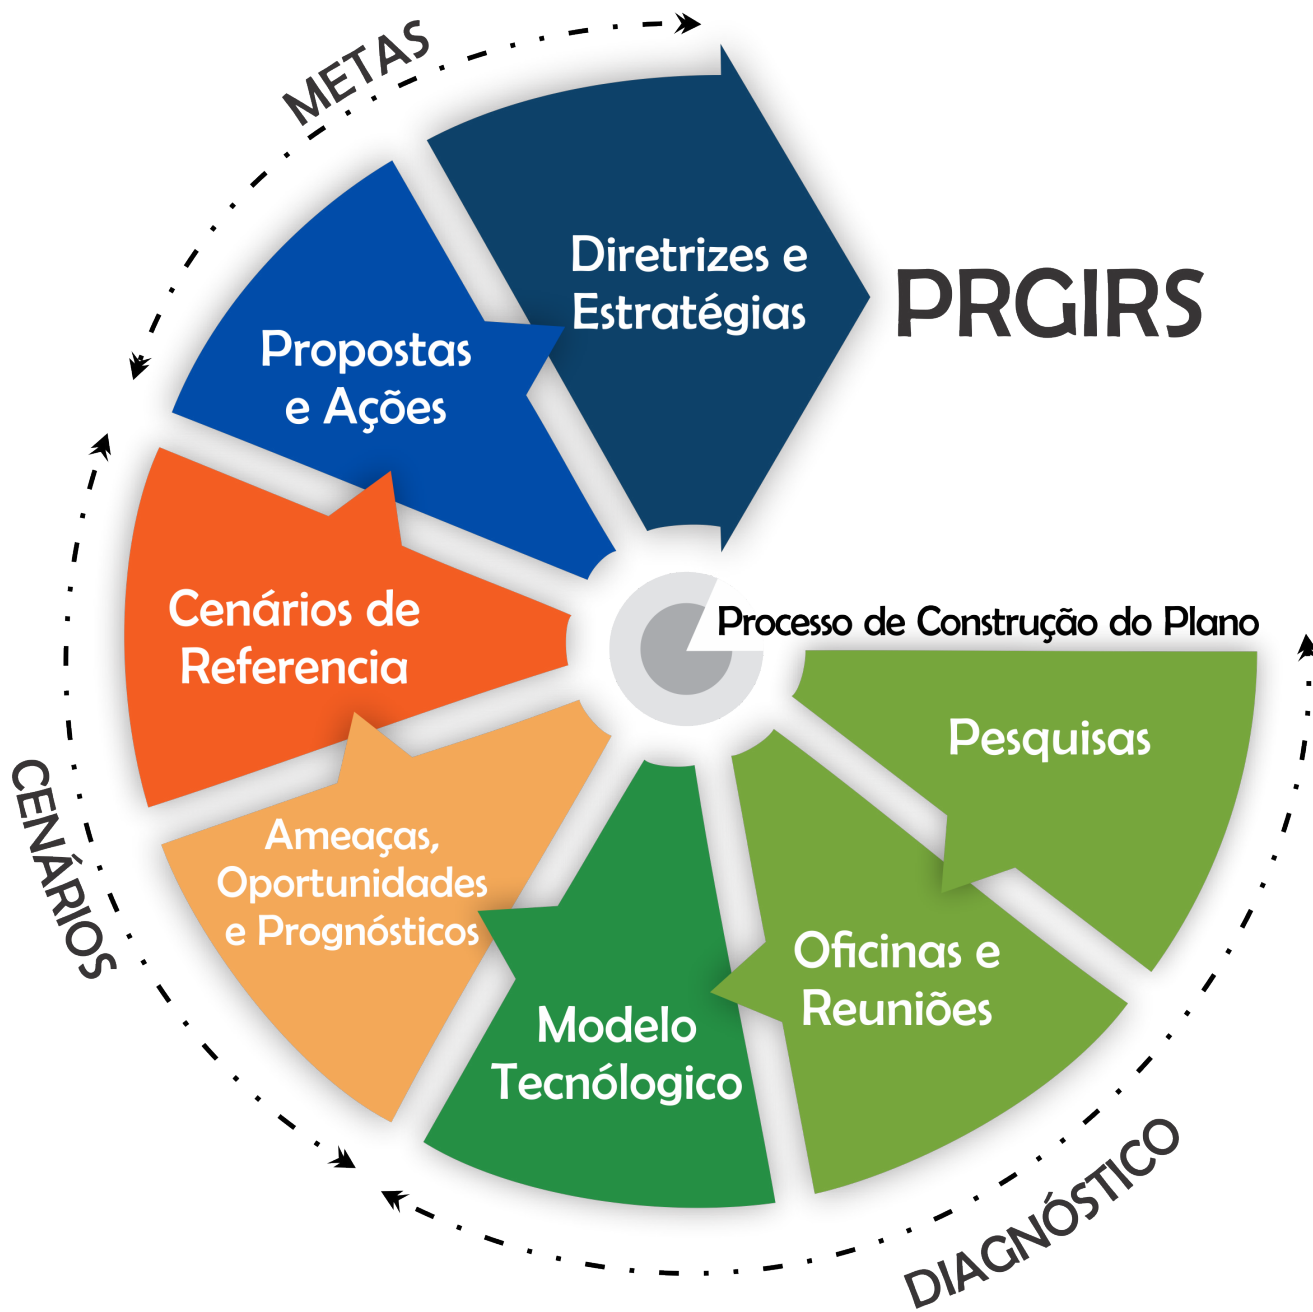 METAS
Diretrizes e
Estratégias
PRGIRS
Propostas
e Ações
Cenários de
Referencia
Processo de Construção do Plano
Pesquisas
CENÁRIOS
Ameaças,
Oportunidades
e Prognósticos
Oficinas e
Reuniões
Modelo
Tecnólogico
DIAGNÓSTICO